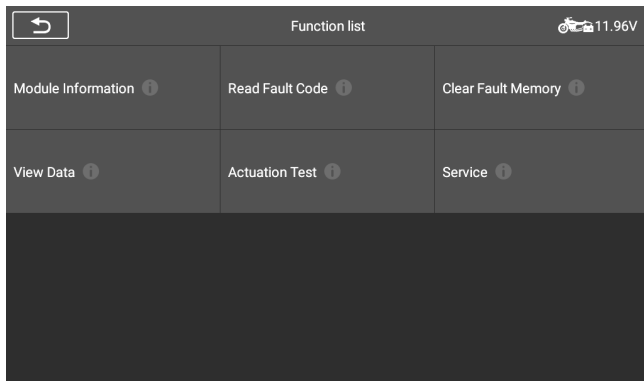 Function list
11.96V
Module Information
Read Fault Code
Clear Fault Memory
View Data
Actuation Test
Service